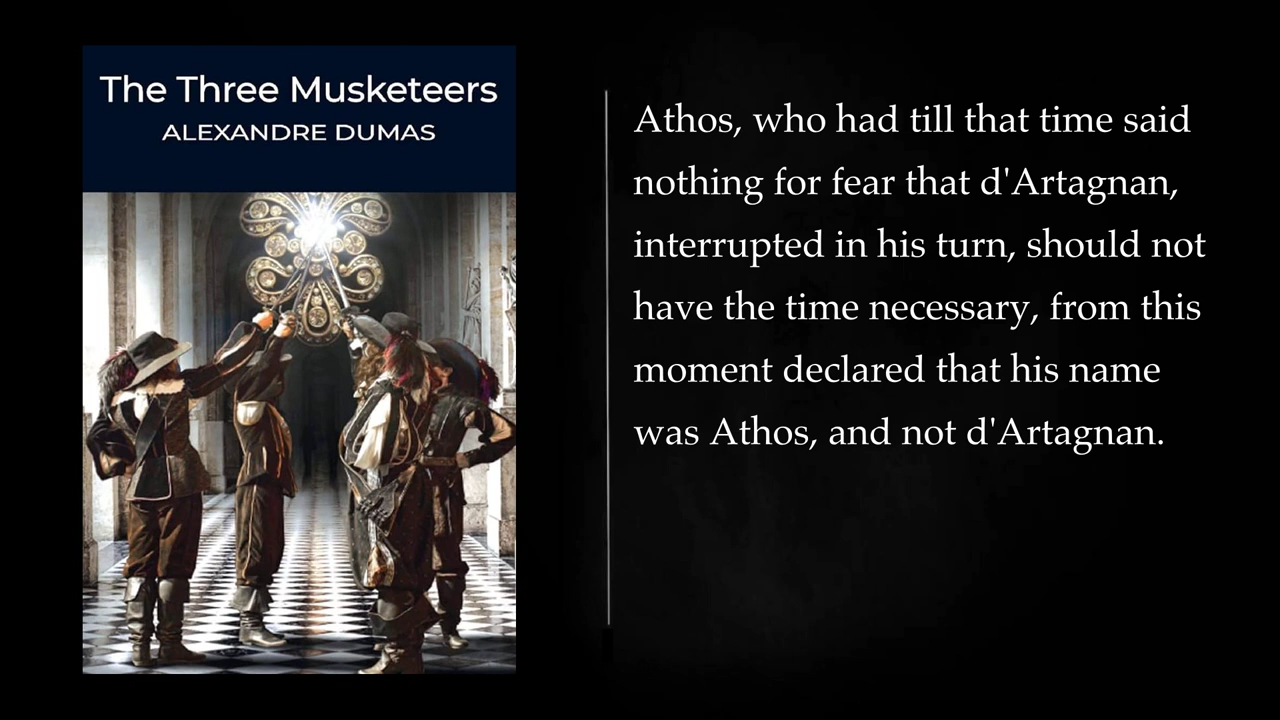 The Three Musketeers
ALEXANDRE DUMAS
Athos, who had till that time said
nothing for fear that d'Artagnan,
interrupted in his turn, should not
have the time necessary, from this
moment declared that his name
was Athos, and not d'Artagnan.